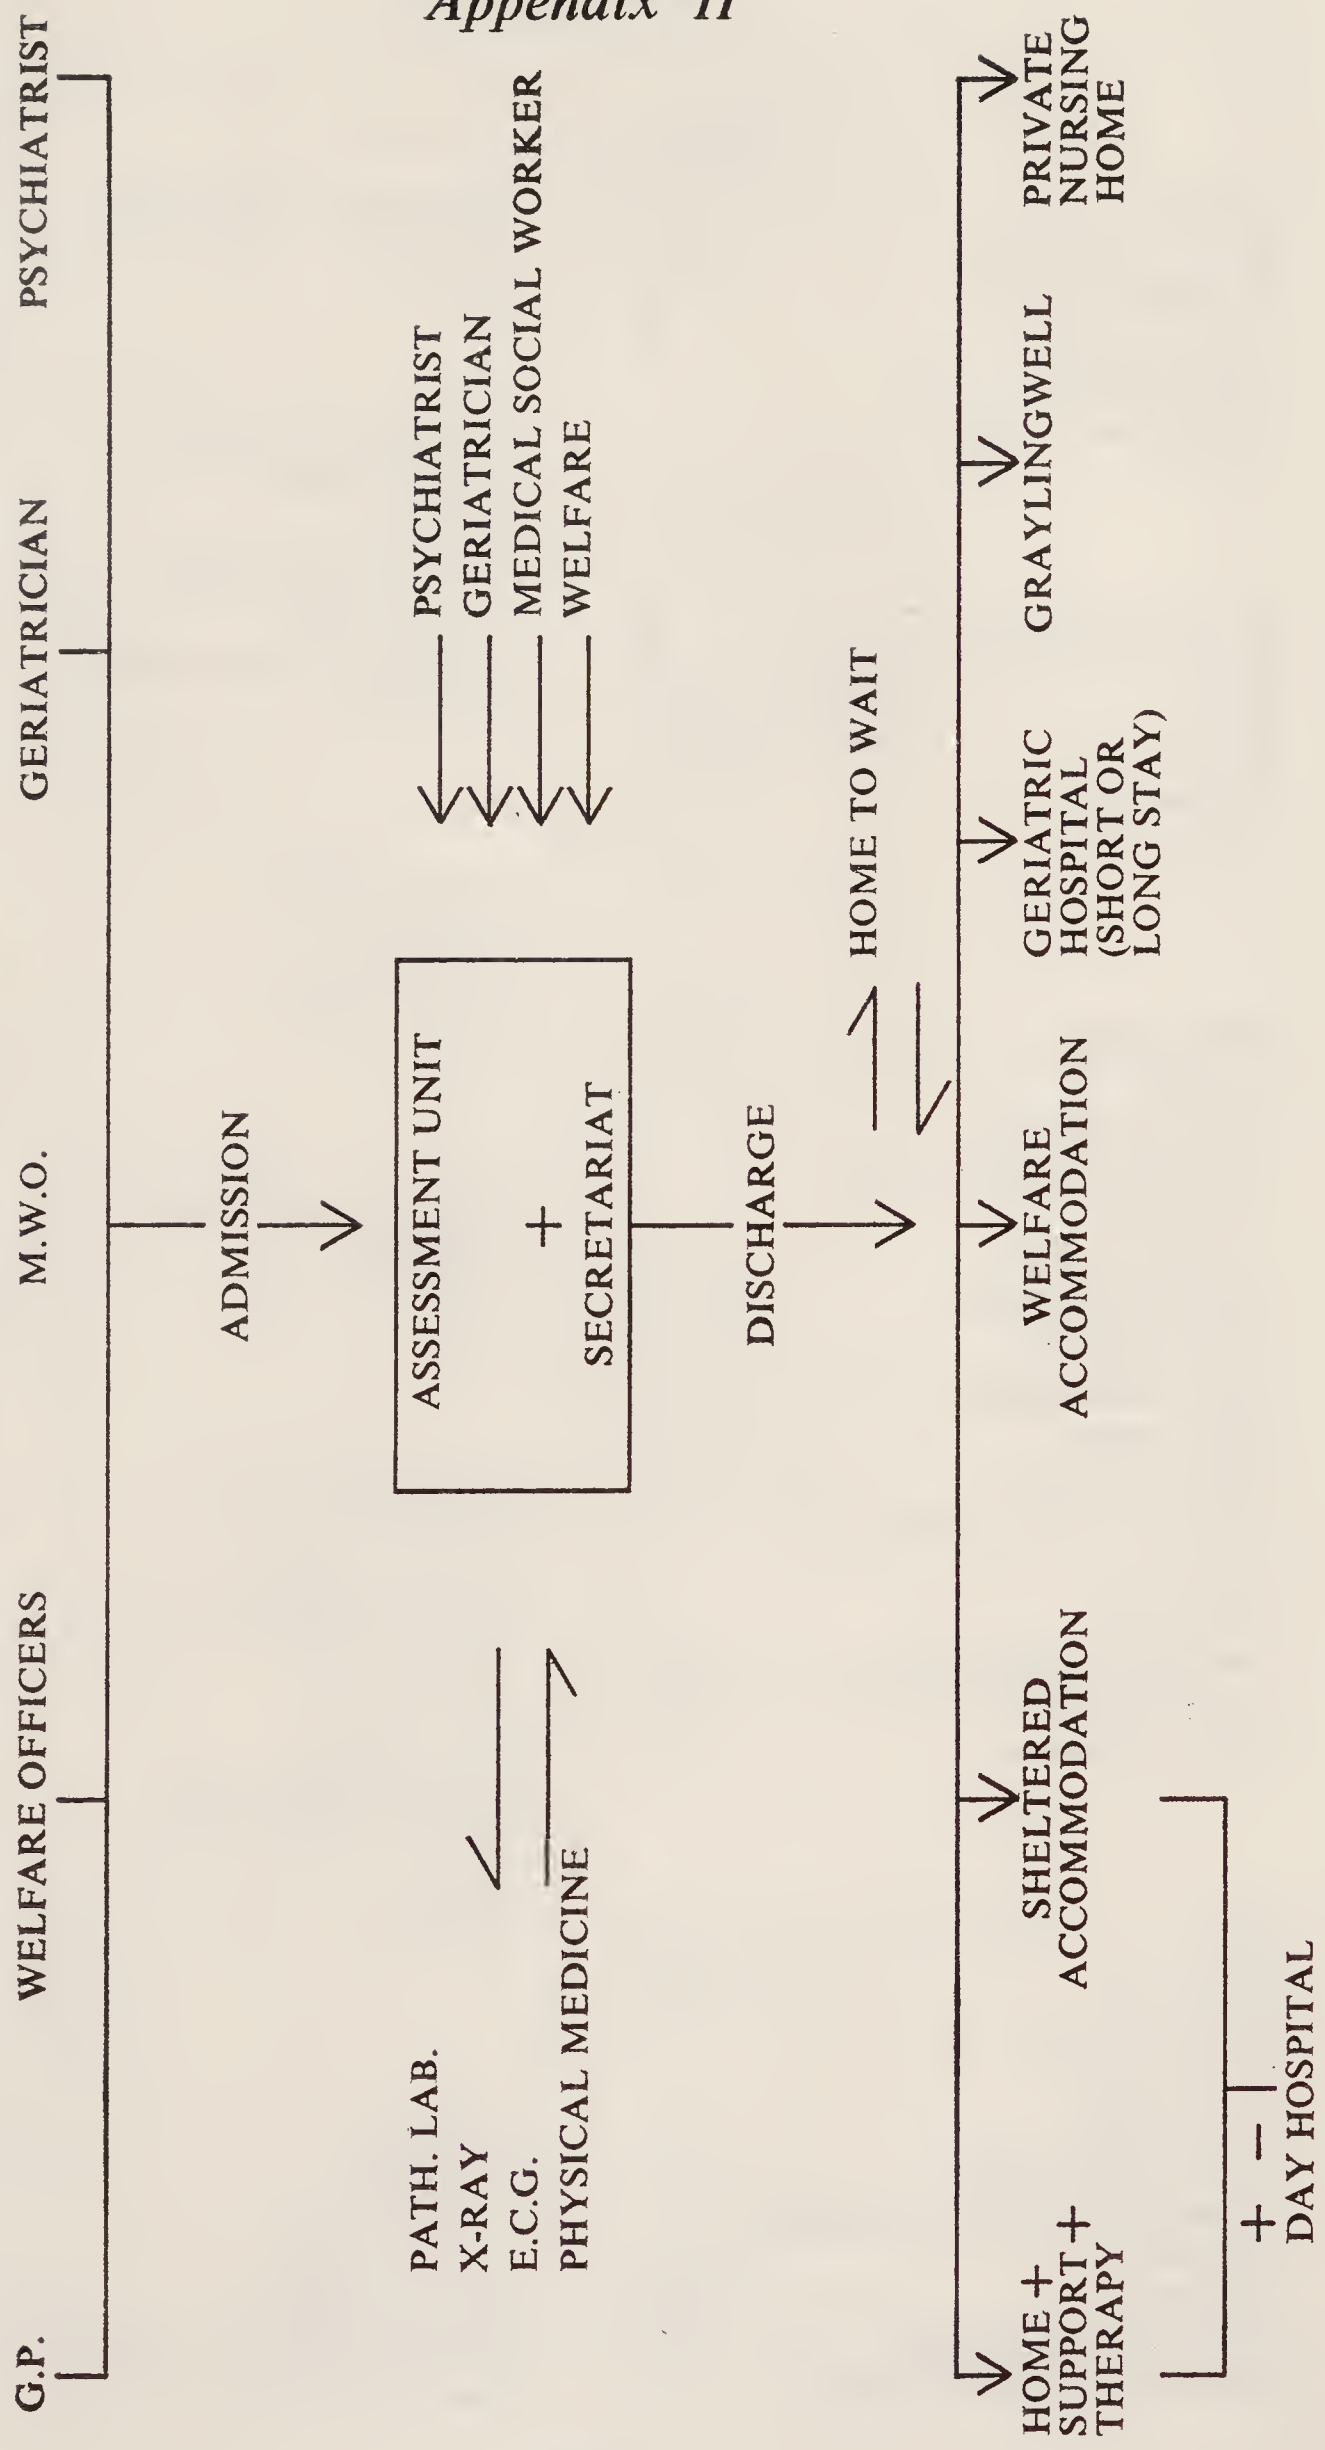 Appendix II
G.P.
WELFARE OFFICERS
M.W.O.
GERIATRICIAN
PSYCHIATRIST
ADMISSION
PATH. LAB.
X-RAY
E.C.G.
PHYSICAL MEDICINE
ASSESSMENT UNIT
+
SECRETARIAT
PSYCHIATRIST
GERIATRICIAN
MEDICAL SOCIAL WORKER
WELFARE
DISCHARGE
HOME TO WAIT
HOME +
SUPPORT +
THERAPY
SHELTERED
ACCOMMODATION
WELFARE
ACCOMMODATION
GERIATRIC
HOSPITAL
(SHORT OR
LONG STAY)
GRAYLINGWELL
PRIVATE
NURSING
HOME
+ −
DAY HOSPITAL